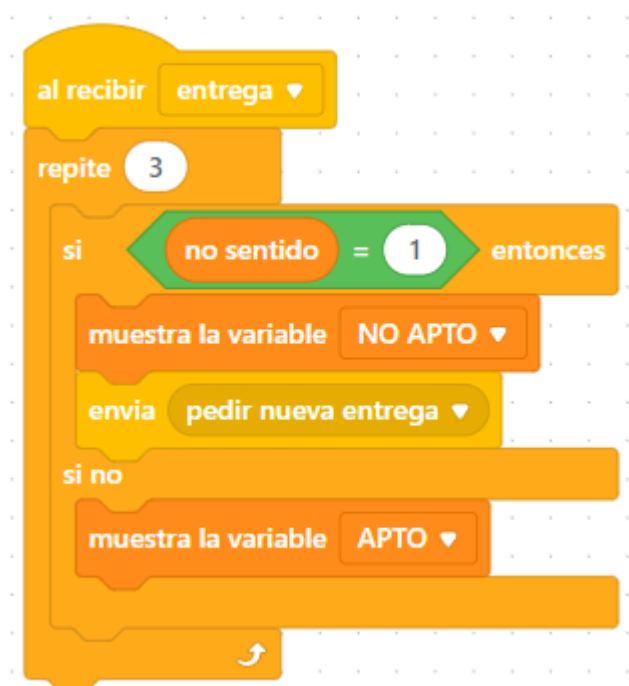 al recibir entrega
repite 3
si no sentido = 1 entonces
muestra la variable NO APTO
envia pedir nueva entrega
si no
muestra la variable APTO